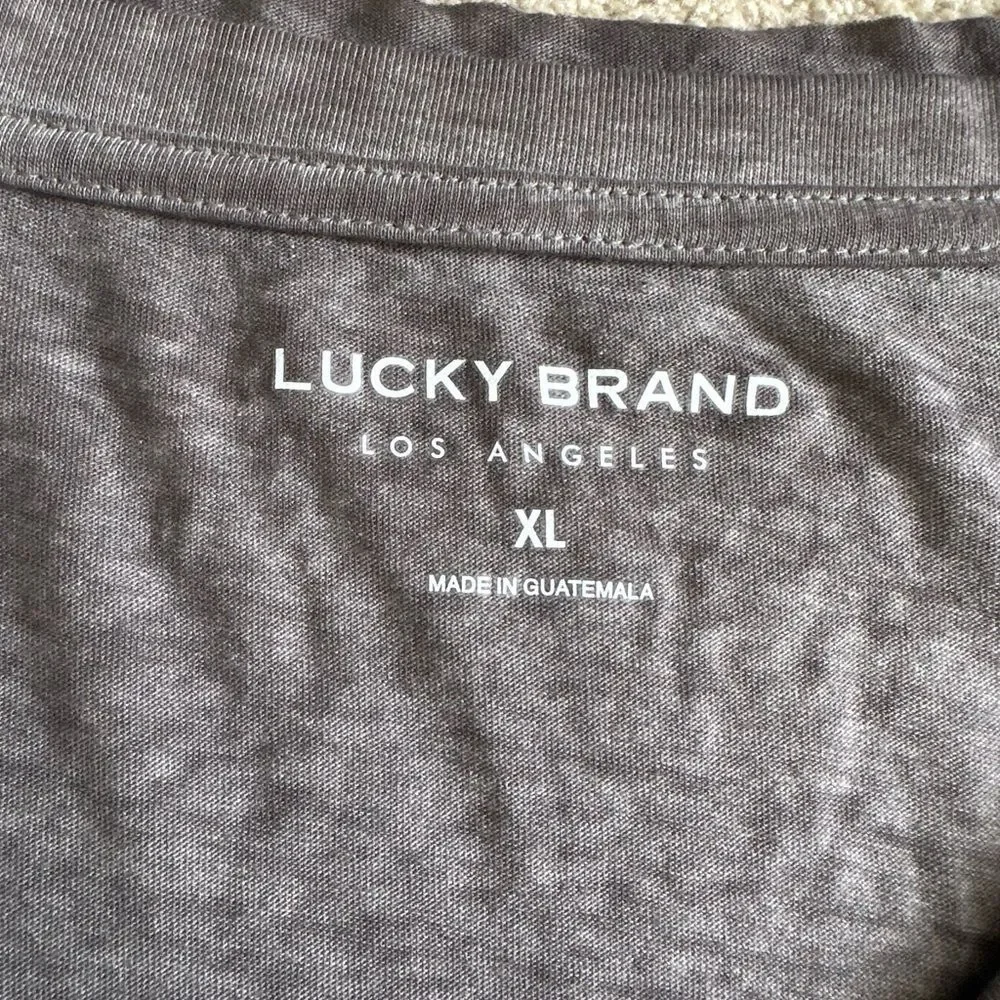 LUCKY BRAND
LOS ANGELES
XL
MADE IN GUATEMALA